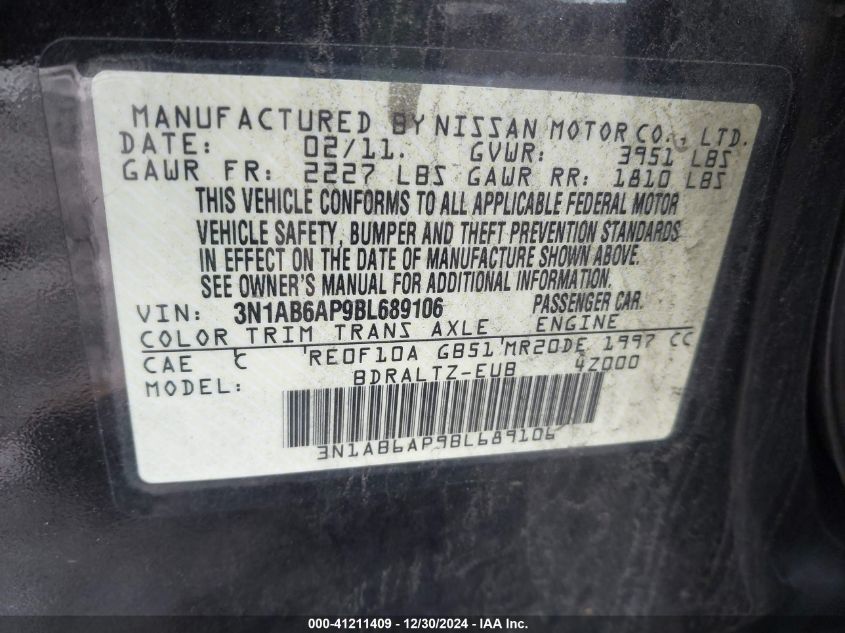 MANUFACTURED BY NISSAN MOTOR CO., LTD.
DATE: 02/11. GVWR: 3951 LBS
GAWR FR: 2227 LBS GAWR RR: 1810 LBS
THIS VEHICLE CONFORMS TO ALL APPLICABLE FEDERAL MOTOR
VEHICLE SAFETY, BUMPER AND THEFT PREVENTION STANDARDS
IN EFFECT ON THE DATE OF MANUFACTURE SHOWN ABOVE.
SEE OWNER'S MANUAL FOR ADDITIONAL INFORMATION.
VIN: 3N1AB6AP9BL689106 PASSENGER CAR.
COLOR TRIM TRANS AXLE ENGINE
CAE C RE0F10A GB51 MR20DE 1997 CC
MODEL: BDRALTZ-EUB 4Z000
3N1AB6AP9BL689106
000-41211409 - 12/30/2024 - IAA Inc.